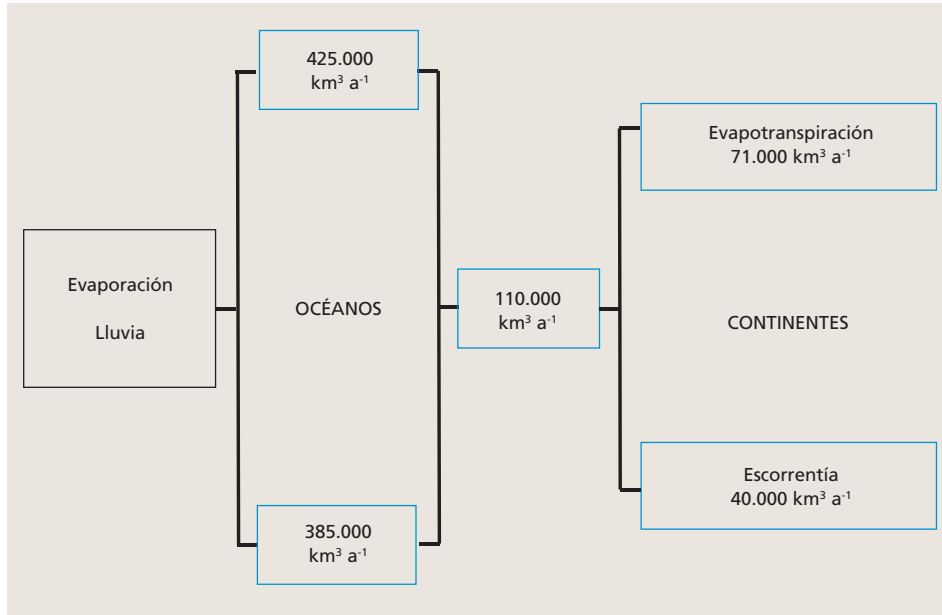 Evaporación
Lluvia
425.000
km³ a⁻¹
OCÉANOS
385.000
km³ a⁻¹
110.000
km³ a⁻¹
Evapotranspiración
71.000 km³ a⁻¹
CONTINENTES
Escorrentía
40.000 km³ a⁻¹